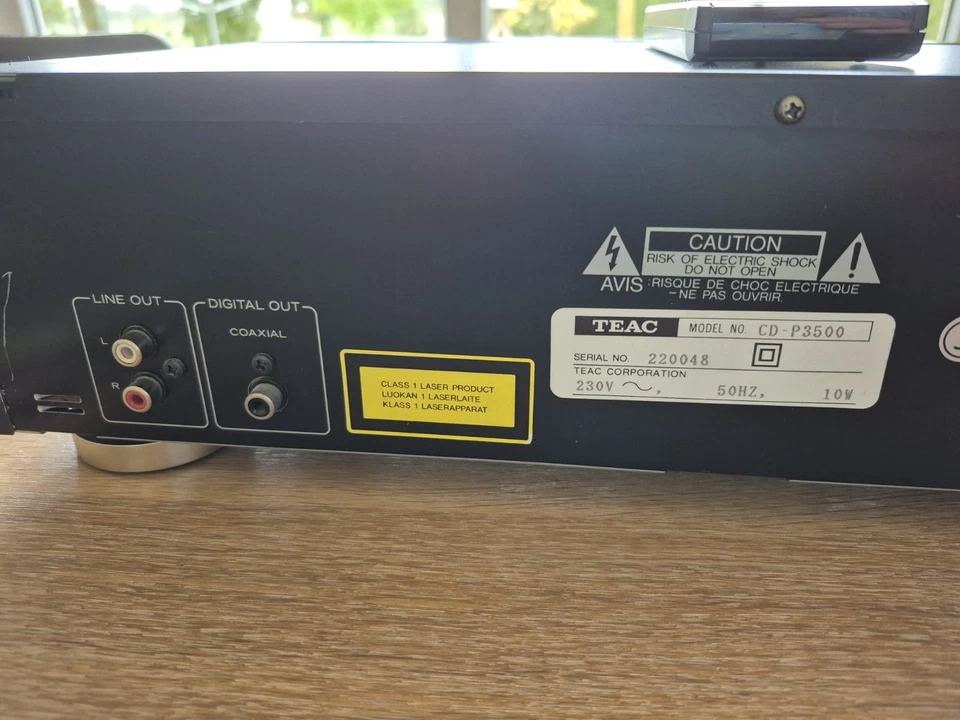 CAUTION
RISK OF ELECTRIC SHOCK
DO NOT OPEN
AVIS :RISQUE DE CHOC ELECTRIQUE
-NE PAS OUVRIR.
LINE OUT
L
R
DIGITAL OUT
COAXIAL
CLASS 1 LASER PRODUCT
LUOKAN 1 LASERLAITE
KLASS 1 LASERAPPARAT
TEAC MODEL NO. CD-P3500
SERIAL NO. 220048
TEAC CORPORATION
230V ~, 50HZ, 10W